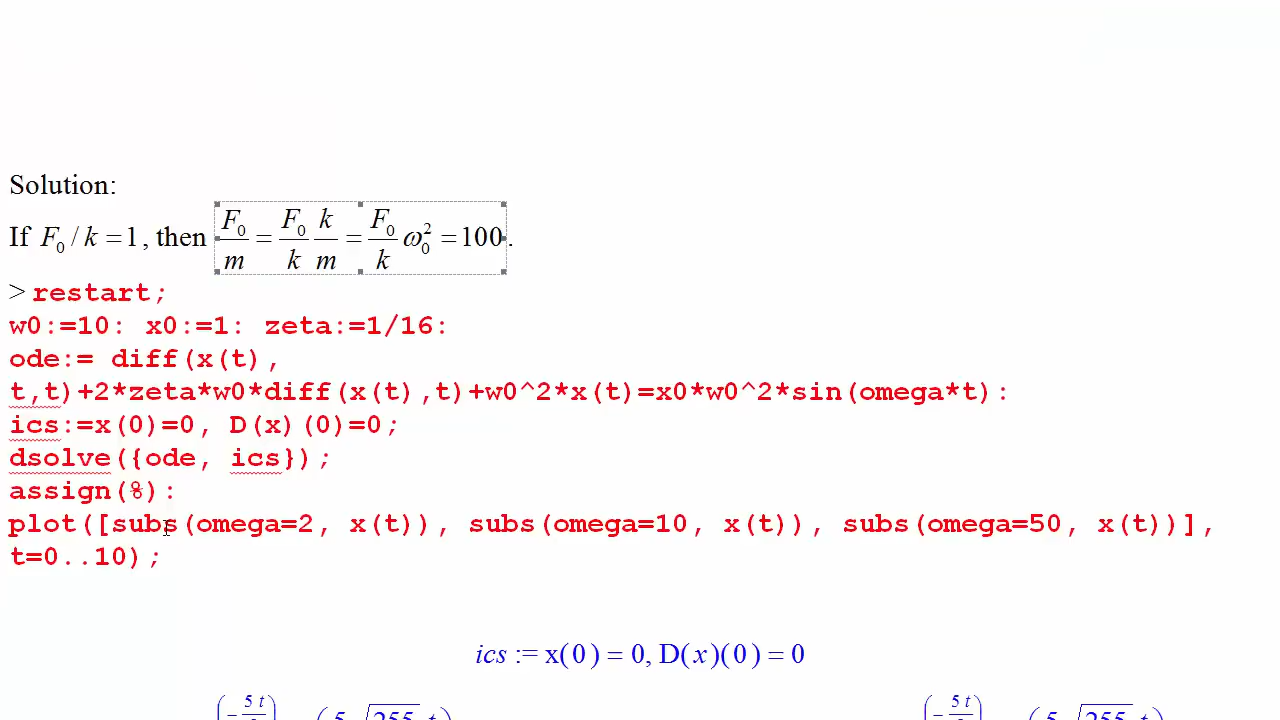 Solution:
If F₀ / k = 1, then F₀/m = F₀/k k/m = F₀/k ω₀² = 100.
> restart;
w0:=10: x0:=1: zeta:=1/16:
ode:= diff(x(t),
t,t)+2*zeta*w0*diff(x(t),t)+w0^2*x(t)=x0*w0^2*sin(omega*t):
ics:=x(0)=0, D(x)(0)=0;
dsolve({ode, ics});
assign(%):
plot([subs(omega=2, x(t)), subs(omega=10, x(t)), subs(omega=50, x(t))],
t=0..10);
ics := x(0) = 0, D(x)(0) = 0